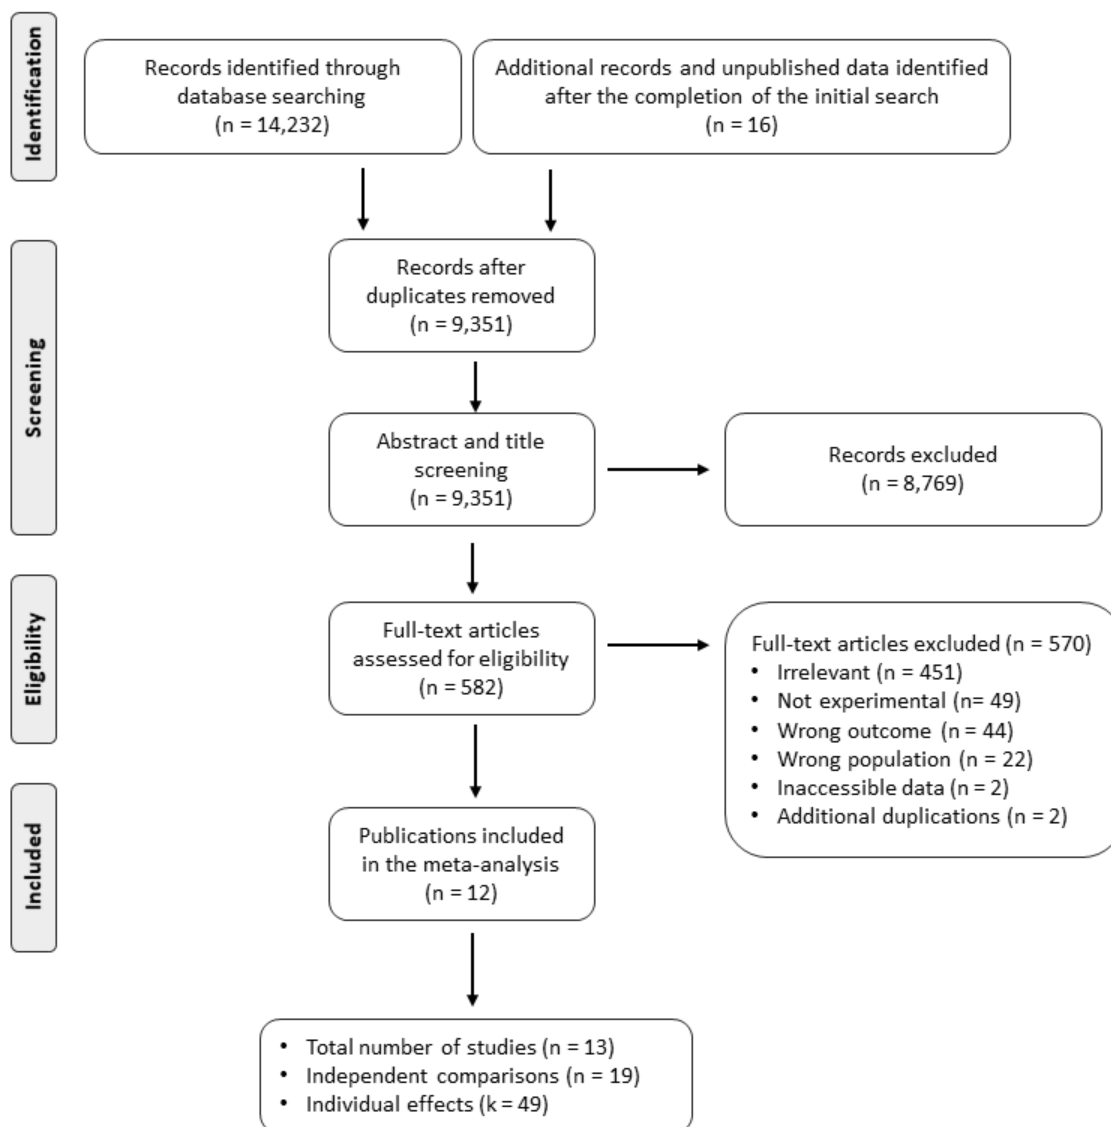 Identification
Records identified through
database searching
(n = 14,232)
Additional records and unpublished data identified
after the completion of the initial search
(n = 16)
Screening
Records after
duplicates removed
(n = 9,351)
Abstract and title
screening
(n = 9,351)
Records excluded
(n = 8,769)
Eligibility
Full-text articles
assessed for eligibility
(n = 582)
Full-text articles excluded (n = 570)
• Irrelevant (n = 451)
• Not experimental (n= 49)
• Wrong outcome (n = 44)
• Wrong population (n = 22)
• Inaccessible data (n = 2)
• Additional duplications (n = 2)
Included
Publications included
in the meta-analysis
(n = 12)
• Total number of studies (n = 13)
• Independent comparisons (n = 19)
• Individual effects (k = 49)